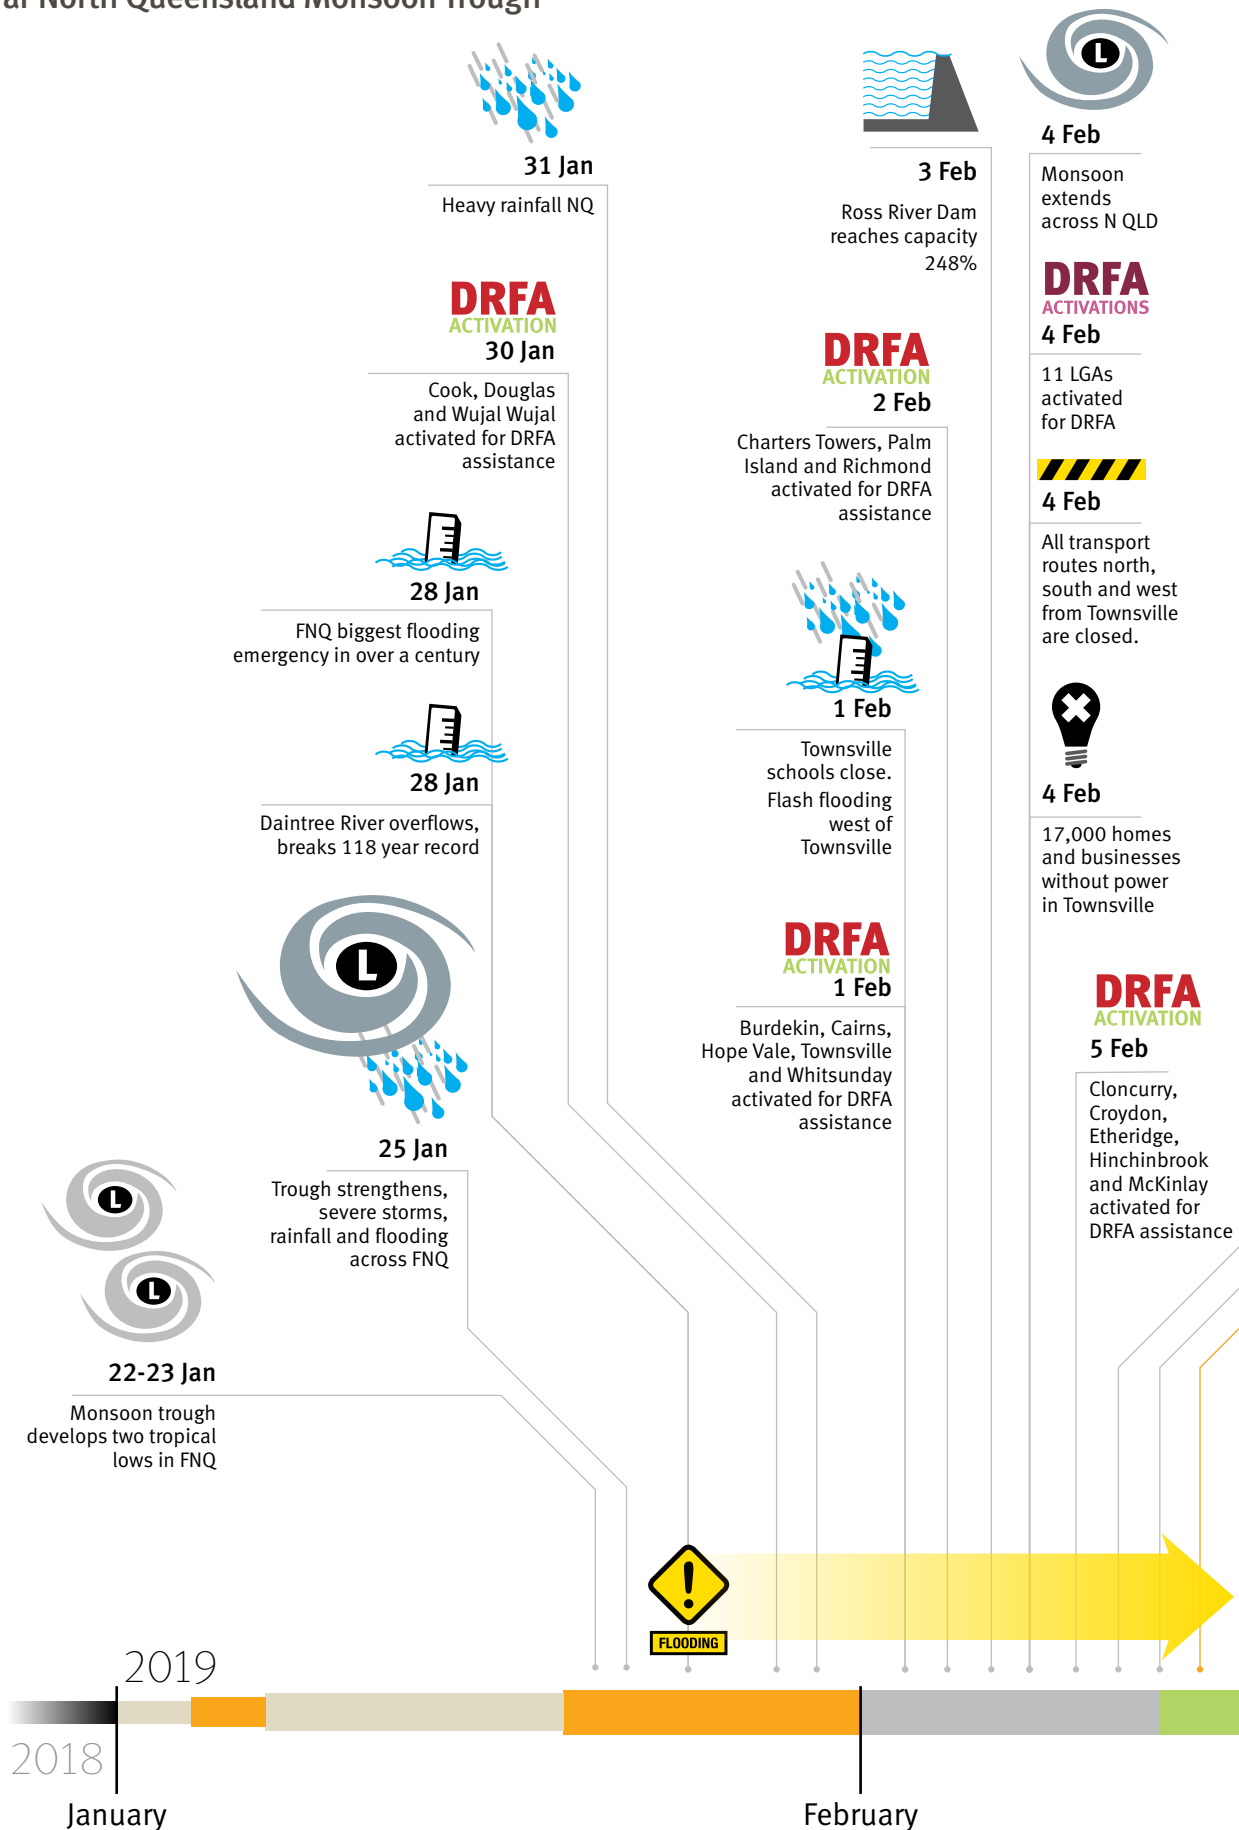 North Queensland Monsoon Trough
31 Jan
Heavy rainfall NQ
DRFA
ACTIVATION
30 Jan
Cook, Douglas
and Wujal Wujal
activated for DRFA
assistance
28 Jan
FNQ biggest flooding
emergency in over a century
28 Jan
Daintree River overflows,
breaks 118 year record
L
25 Jan
Trough strengthens,
severe storms,
rainfall and flooding
across FNQ
L
L
22-23 Jan
Monsoon trough
develops two tropical
lows in FNQ
3 Feb
Ross River Dam
reaches capacity
248%
DRFA
ACTIVATION
2 Feb
Charters Towers, Palm
Island and Richmond
activated for DRFA
assistance
1 Feb
Townsville
schools close.
Flash flooding
west of
Townsville
DRFA
ACTIVATION
1 Feb
Burdekin, Cairns,
Hope Vale, Townsville
and Whitsunday
activated for DRFA
assistance
L
4 Feb
Monsoon
extends
across N QLD
DRFA
ACTIVATIONS
4 Feb
11 LGAs
activated
for DRFA
4 Feb
All transport
routes north,
south and west
from Townsville
are closed.
4 Feb
17,000 homes
and businesses
without power
in Townsville
DRFA
ACTIVATION
5 Feb
Cloncurry,
Croydon,
Etheridge,
Hinchinbrook
and McKinlay
activated for
DRFA assistance
FLOODING
2019
2018
January
February